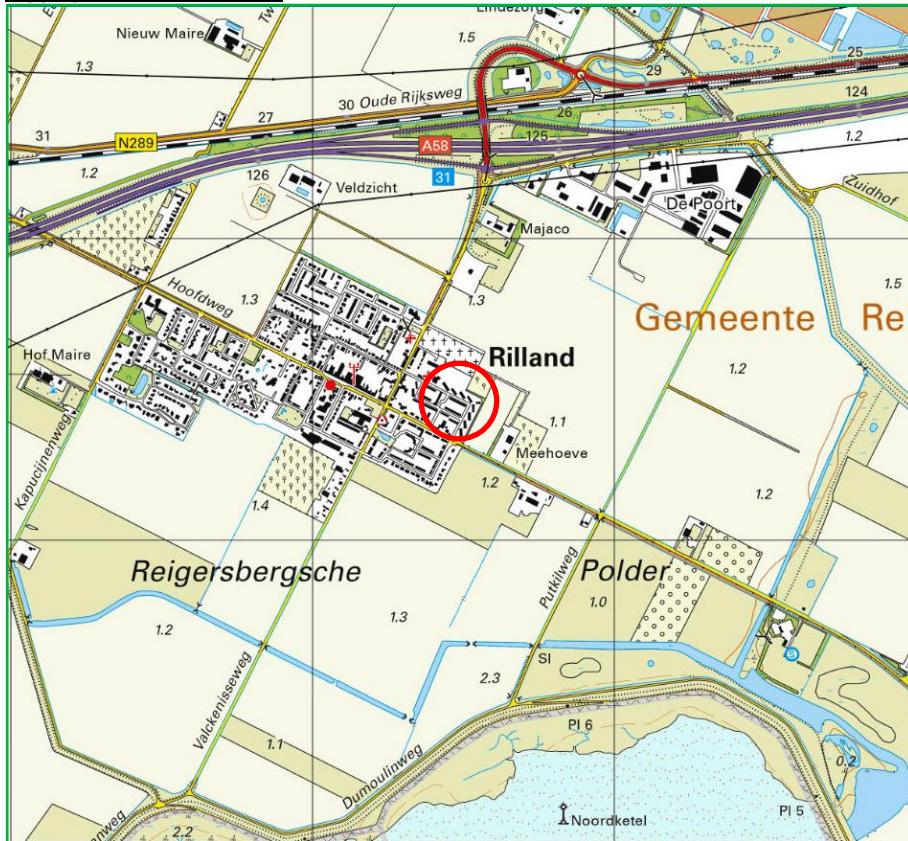 Lindezorg
Nieuw Maire
1.5
25
1.3
29
124
30 Oude Rijksweg
26
31
27
N289
A58
125
1.2
1.2
126
31
Veldzicht
De Poort
Zuidhof
Majaco
1.5
1.3
Hoofdweg
1.3
Gemeente Re
Hof Maire
Rilland
1.2
Kapucijnenweg
1.1
Meehoeve
1.2
1.2
1.4
Reigersbergsche Polder
Putkilweg
1.0
1.2
1.3
SI
S
Valckenisseweg
2.3
Pl 6
1.1
Dumoulinweg
0.2
Pl 5
Noordketel
2.2